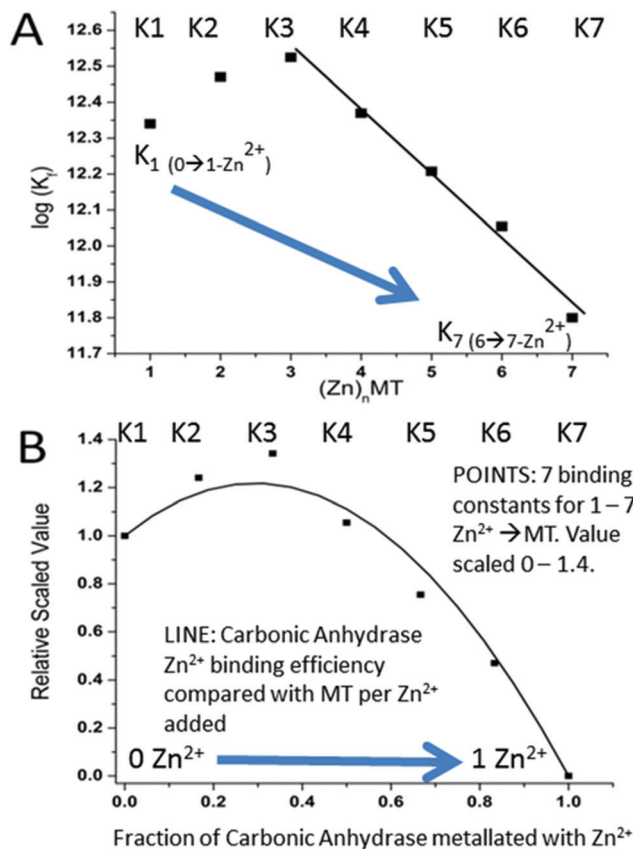 A
K1 K2 K3 K4 K5 K6 K7
12.6
12.5
12.4
12.3
12.2
12.1
12.0
11.9
11.8
11.7
log (K_f)
K₁ (0→1-Zn²⁺)
K₇ (6→7-Zn²⁺)
1 2 3 4 5 6 7
(Zn)ₙMT
B
K1 K2 K3 K4 K5 K6 K7
1.4
1.2
1.0
0.8
0.6
0.4
0.2
0.0
Relative Scaled Value
POINTS: 7 binding
constants for 1 – 7
Zn²⁺ →MT. Value
scaled 0 – 1.4.
LINE: Carbonic Anhydrase
Zn²⁺ binding efficiency
compared with MT per Zn²⁺
added
0 Zn²⁺ 1 Zn²⁺
0.0 0.2 0.4 0.6 0.8 1.0
Fraction of Carbonic Anhydrase metallated with Zn²⁺